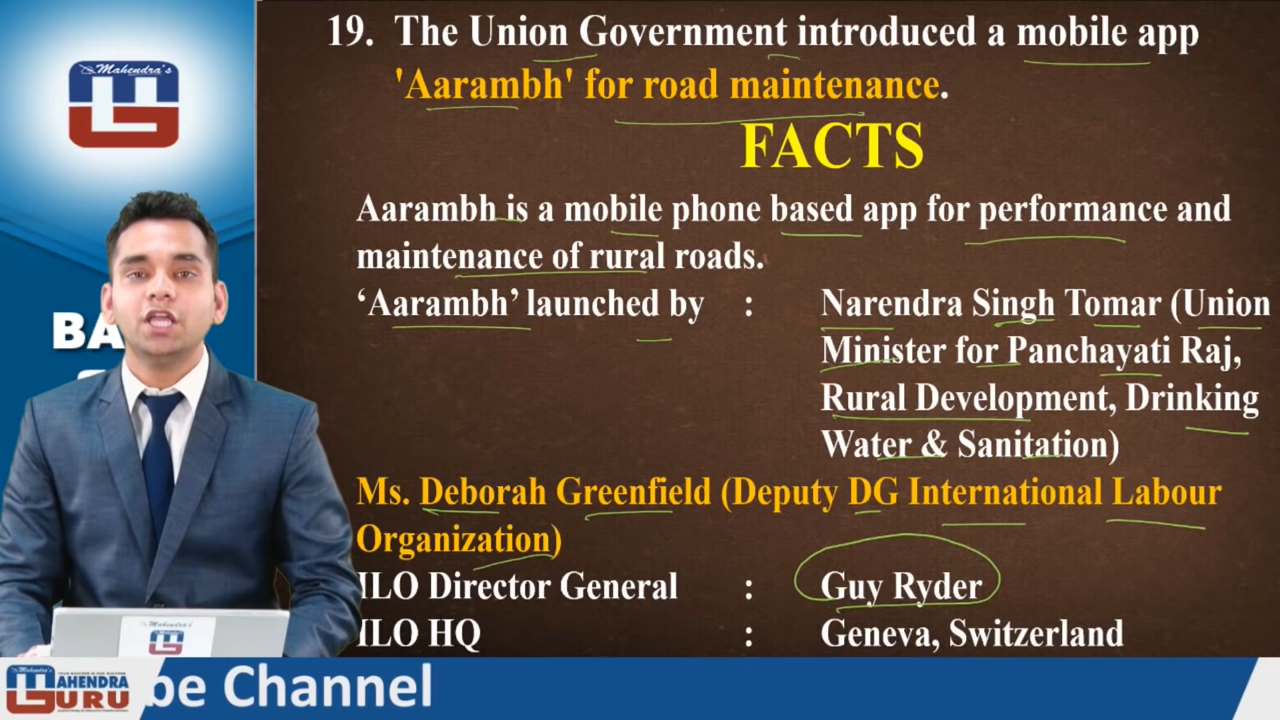 19. The Union Government introduced a mobile app
'Aarambh' for road maintenance.
FACTS
Aarambh is a mobile phone based app for performance and
maintenance of rural roads.
‘Aarambh’ launched by : Narendra Singh Tomar (Union
Minister for Panchayati Raj,
Rural Development, Drinking
Water & Sanitation)
Ms. Deborah Greenfield (Deputy DG International Labour
Organization)
ILO Director General : Guy Ryder
ILO HQ : Geneva, Switzerland
Mahendra's
BA
Mahendra's
Mahendra's
MAHENDRA
GURU
be Channel